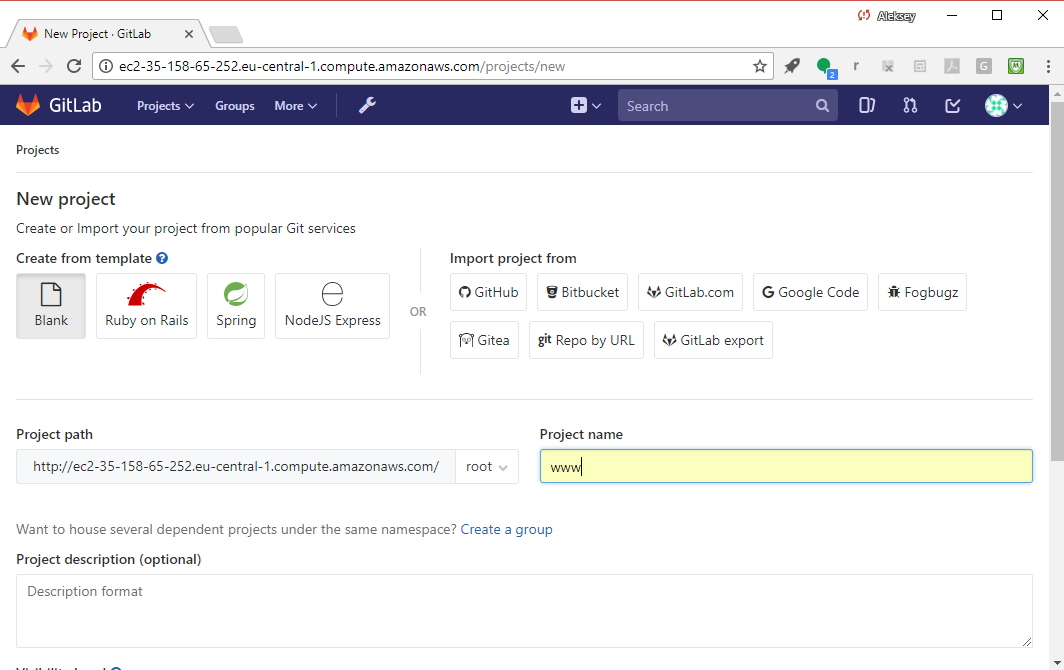 Aleksey
New Project · GitLab
ec2-35-158-65-252.eu-central-1.compute.amazonaws.com/projects/new
2
r
G
GitLab
Projects
Groups
More
Search
Projects
New project
Create or Import your project from popular Git services
Create from template ?
Import project from
Blank
Ruby on Rails
Spring
NodeJS Express
OR
GitHub
Bitbucket
GitLab.com
G Google Code
Fogbugz
Gitea
git Repo by URL
GitLab export
Project path
Project name
http://ec2-35-158-65-252.eu-central-1.compute.amazonaws.com/
root
www
Want to house several dependent projects under the same namespace? Create a group
Project description (optional)
Description format